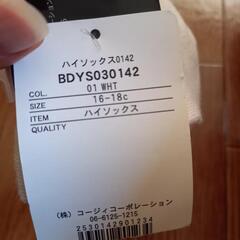 ハイソックス0142
BDYS030142
COL. 01 WHT
SIZE 16-18c
ITEM ハイソックス
QUALITY
(株) コージィコーポレーション
06-6125-1215
2530142901234